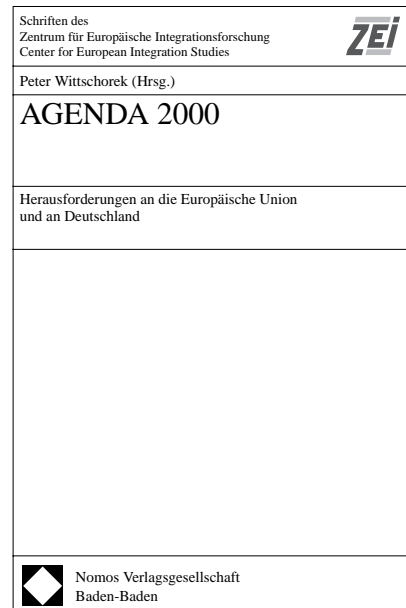 Schriften des
Zentrum für Europäische Integrationsforschung
Center for European Integration Studies
ZEI
Peter Wittschorek (Hrsg.)
AGENDA 2000
Herausforderungen an die Europäische Union
und an Deutschland
Nomos Verlagsgesellschaft
Baden-Baden